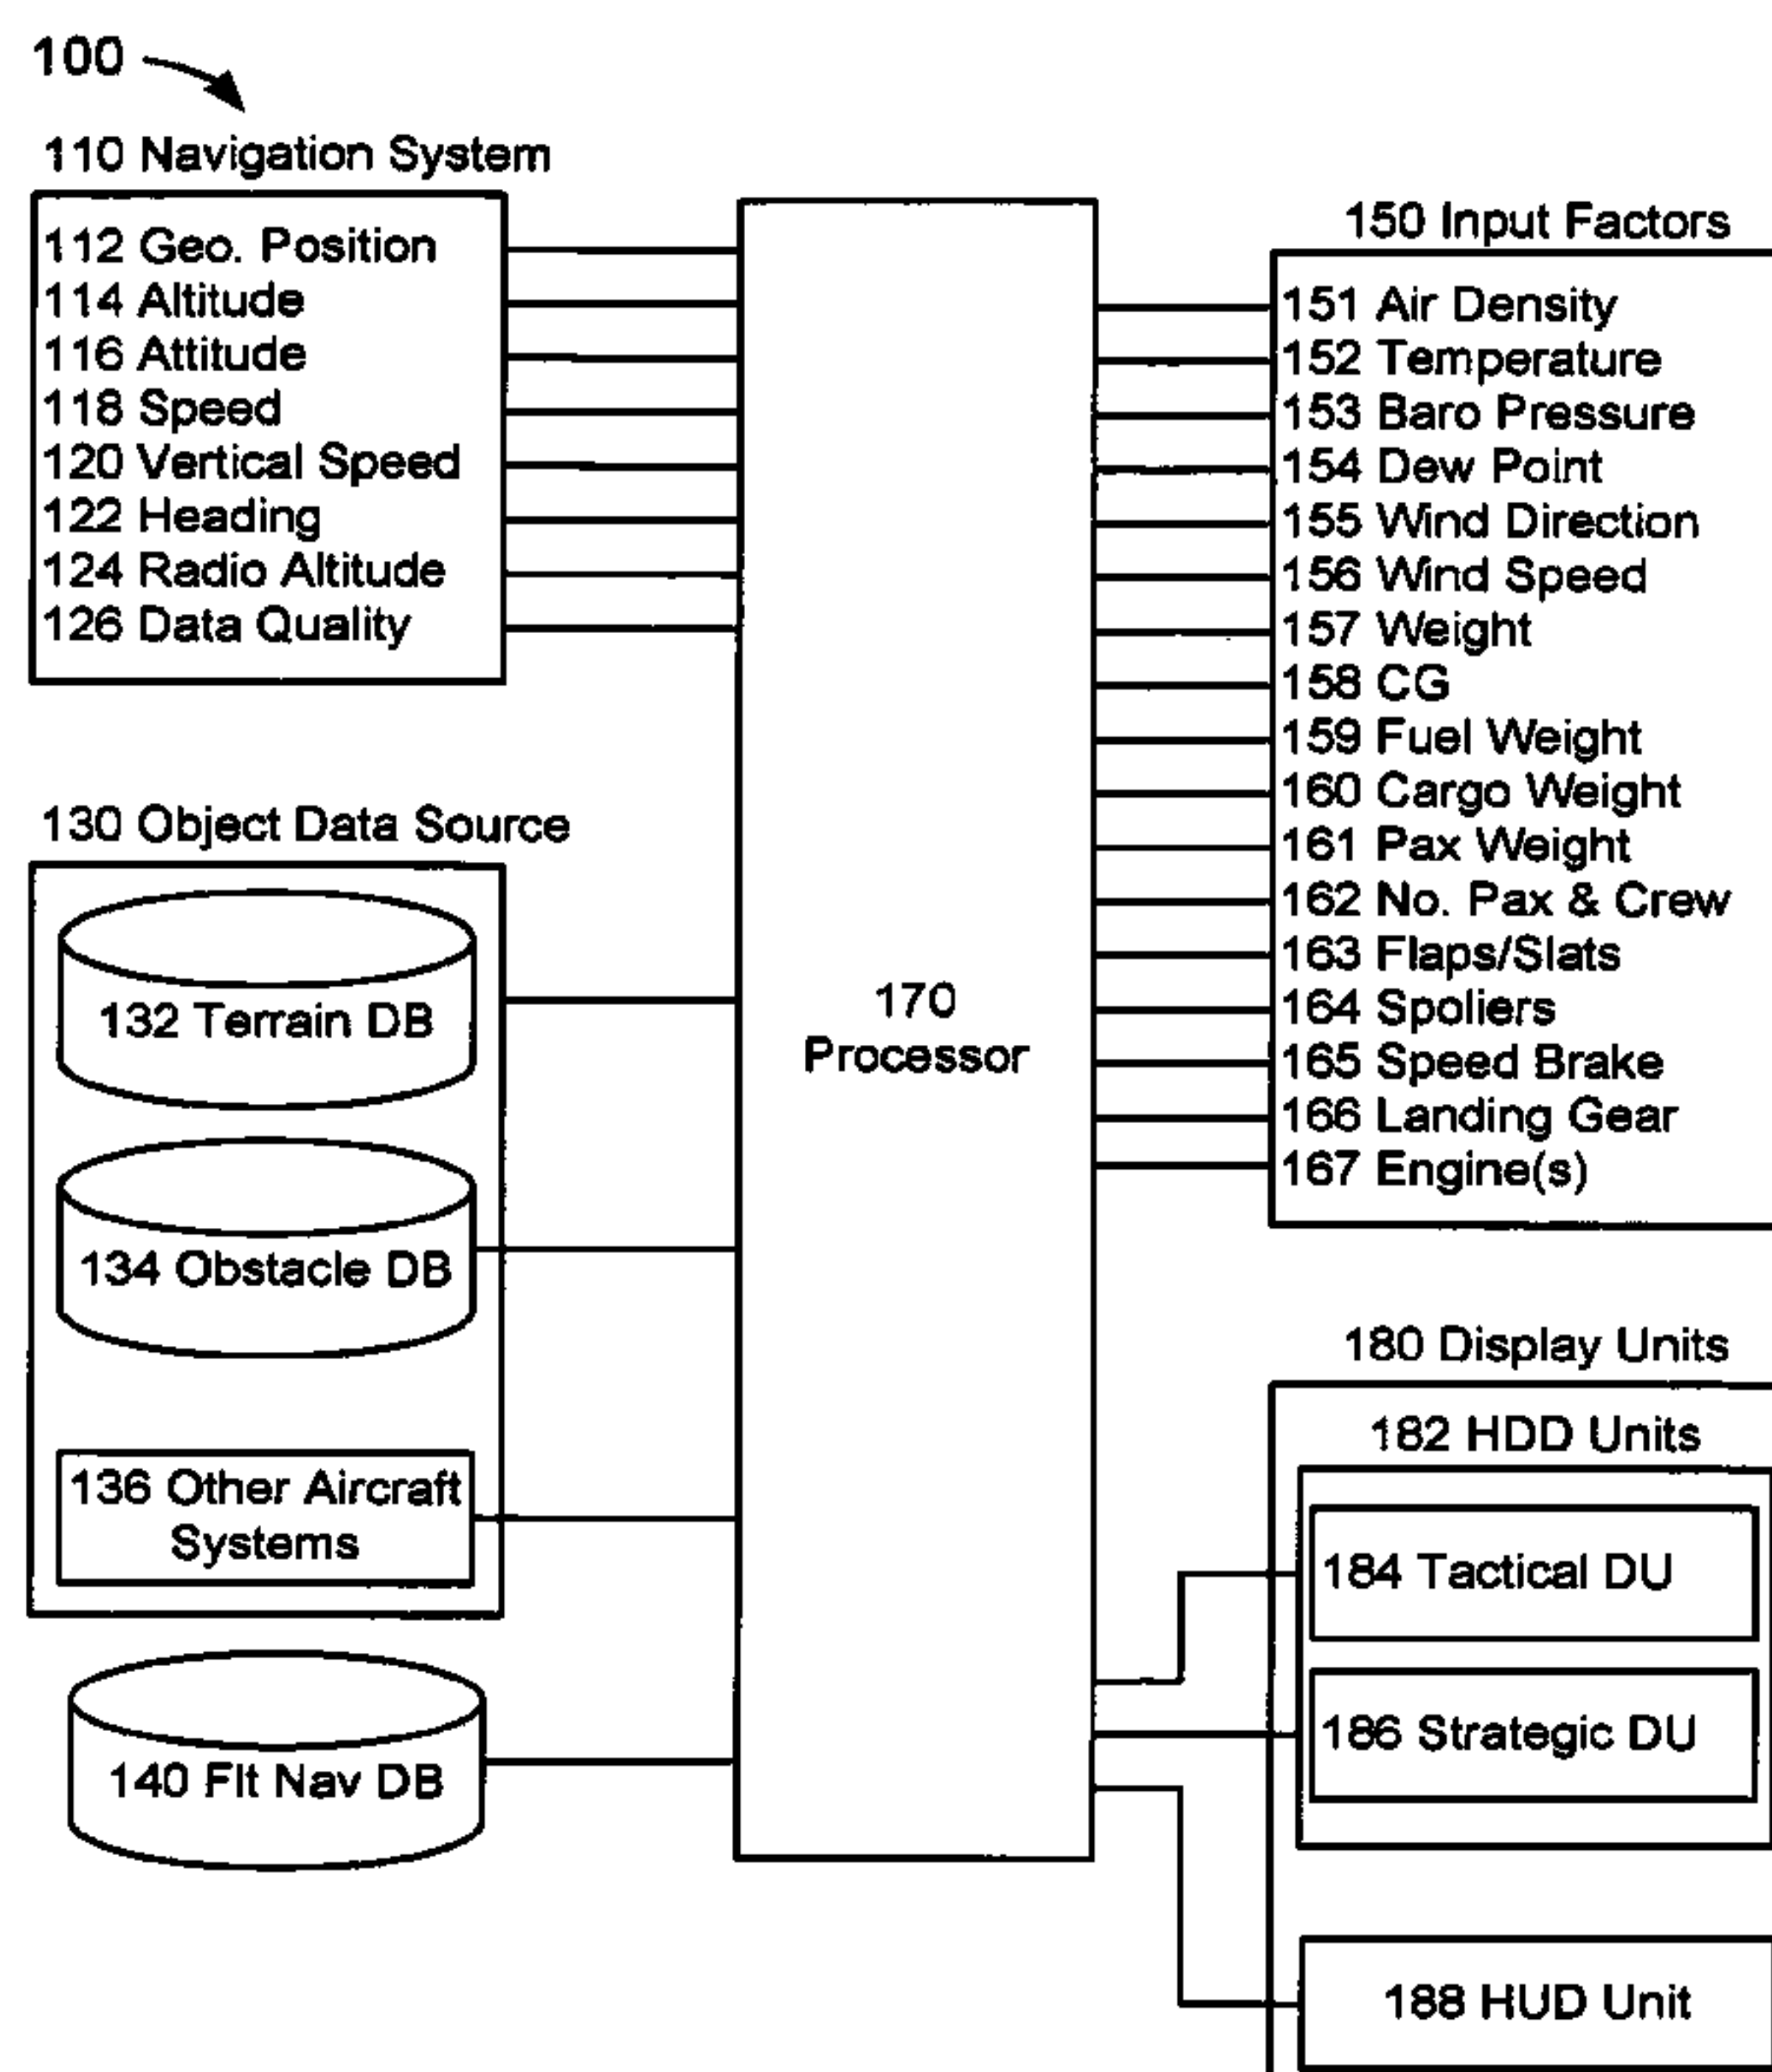 100
110 Navigation System
112 Geo. Position
114 Altitude
116 Attitude
118 Speed
120 Vertical Speed
122 Heading
124 Radio Altitude
126 Data Quality
130 Object Data Source
132 Terrain DB
134 Obstacle DB
136 Other Aircraft
Systems
140 Flt Nav DB
170
Processor
150 Input Factors
151 Air Density
152 Temperature
153 Baro Pressure
154 Dew Point
155 Wind Direction
156 Wind Speed
157 Weight
158 CG
159 Fuel Weight
160 Cargo Weight
161 Pax Weight
162 No. Pax & Crew
163 Flaps/Slats
164 Spoliers
165 Speed Brake
166 Landing Gear
167 Engine(s)
180 Display Units
182 HDD Units
184 Tactical DU
186 Strategic DU
188 HUD Unit